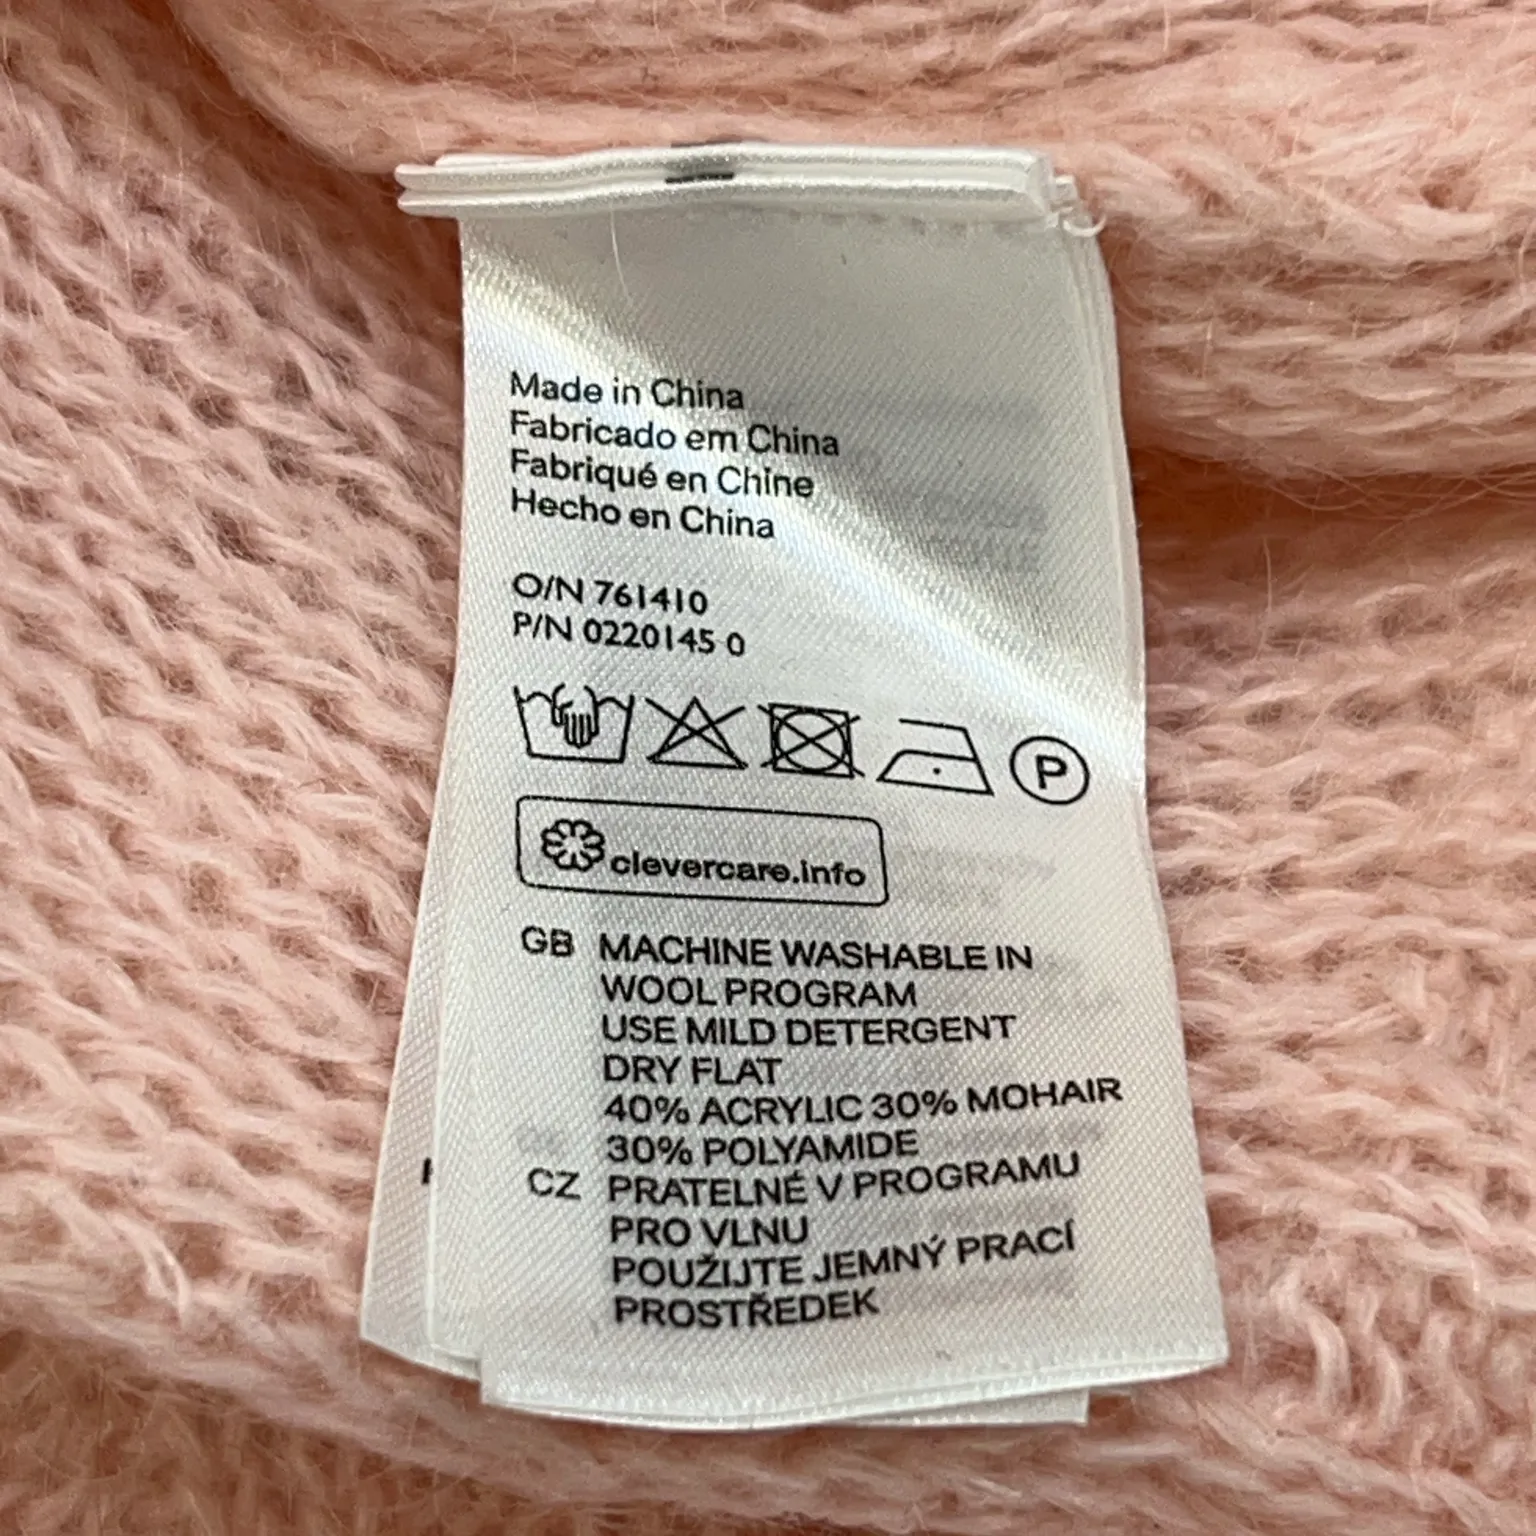 Made in China
Fabricado em China
Fabriqué en Chine
Hecho en China
O/N 761410
P/N 0220145 0
P
clevercare.info
GB MACHINE WASHABLE IN
WOOL PROGRAM
USE MILD DETERGENT
DRY FLAT
40% ACRYLIC 30% MOHAIR
30% POLYAMIDE
CZ PRATELNÉ V PROGRAMU
PRO VLNU
POUŽIJTE JEMNÝ PRACÍ
PROSTŘEDEK